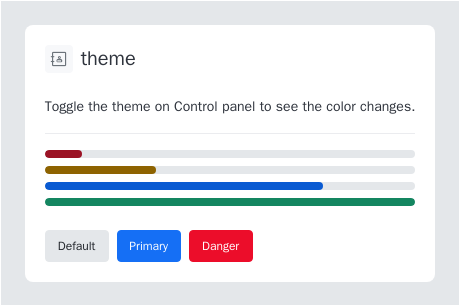 theme
Toggle the theme on Control panel to see the color changes.
Default
Primary
Danger